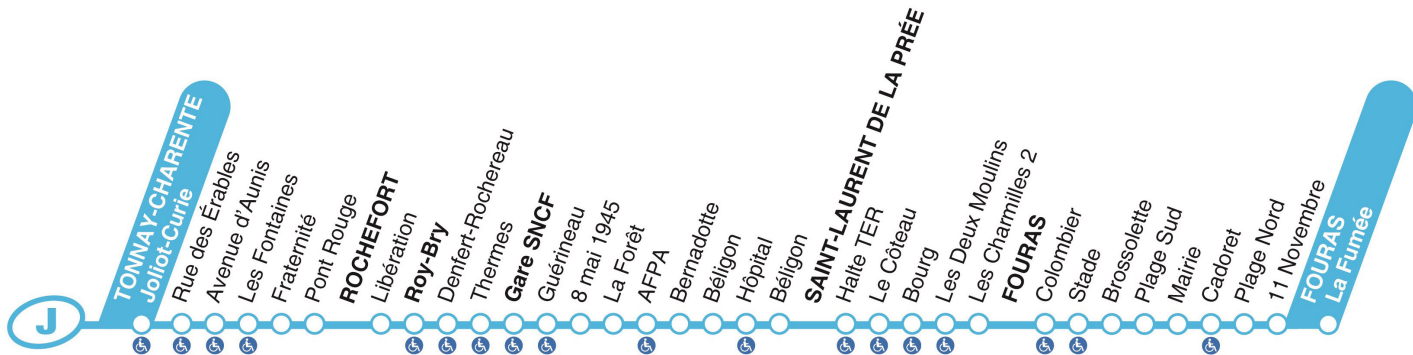 J
TONNAY-CHARENTE
Joliot-Curie
Rue des Érables
Avenue d'Aunis
Les Fontaines
Fraternité
Pont Rouge
ROCHEFORT
Libération
Roy-Bry
Denfert-Rochereau
Thermes
Gare SNCF
Guérineau
8 mai 1945
La Forêt
AFPA
Bernadotte
Béligon
Hôpital
Béligon
SAINT-LAURENT DE LA PRÉE
Halte TER
Le Côteau
Bourg
Les Deux Moulins
Les Charmilles 2
FOURAS
Colombier
Stade
Brossolette
Plage Sud
Mairie
Cadoret
Plage Nord
11 Novembre
FOURAS
La Fumée